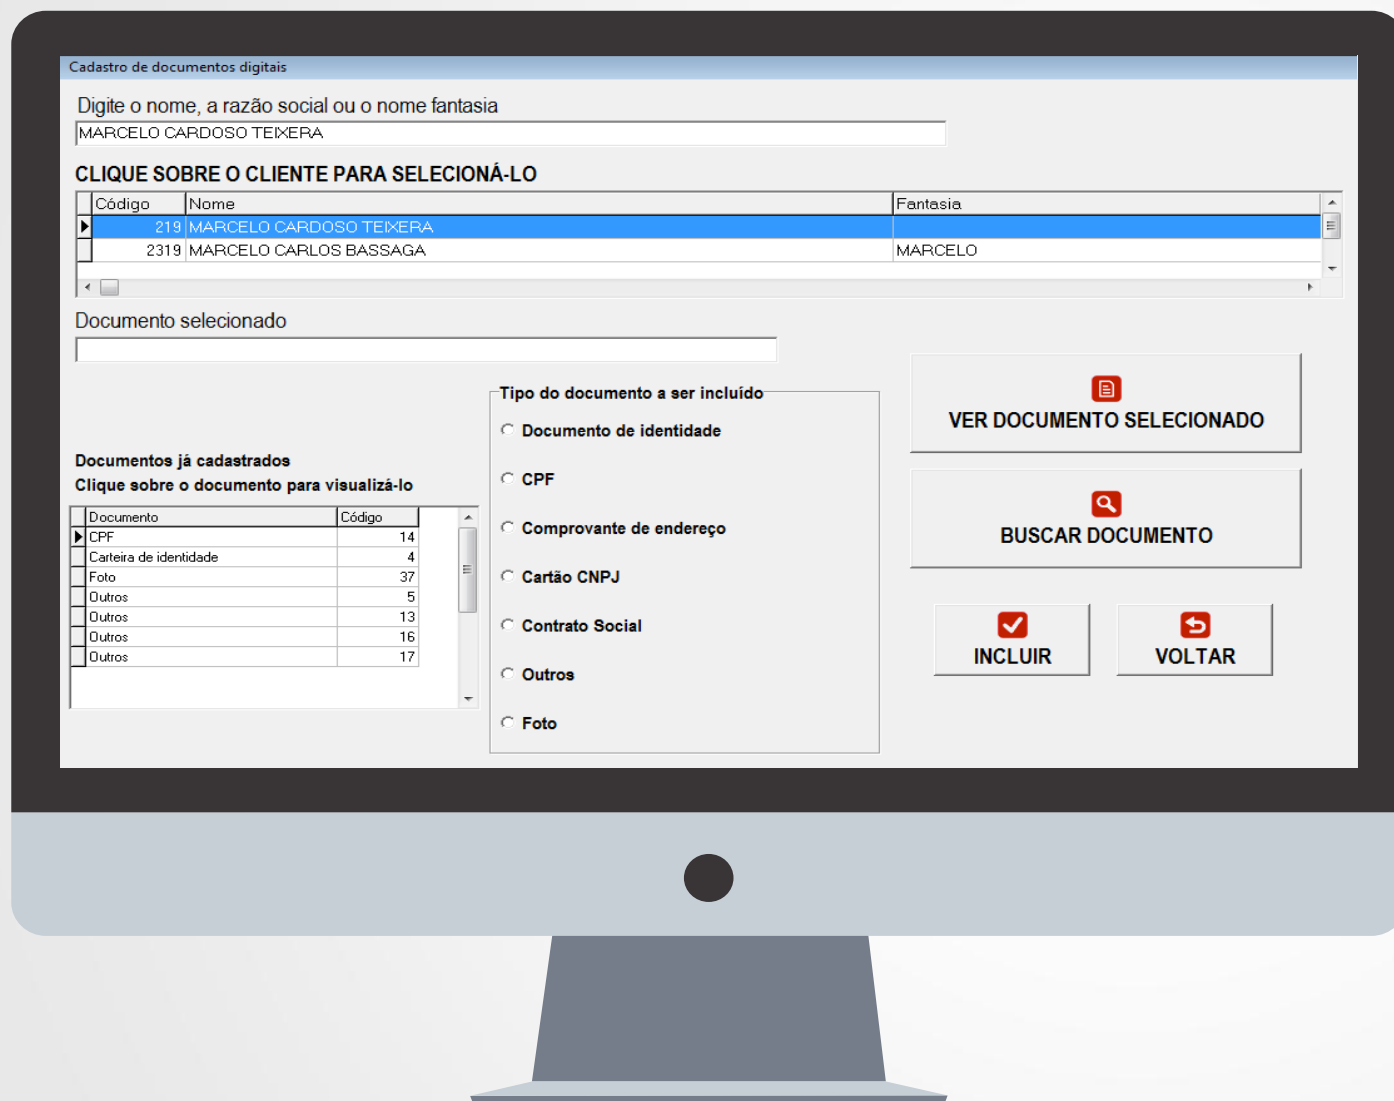 Cadastro de documentos digitais
Digite o nome, a razão social ou o nome fantasia
MARCELO CARDOSO TEIXERA
CLIQUE SOBRE O CLIENTE PARA SELECIONÁ-LO
Código Nome Fantasia
219 MARCELO CARDOSO TEIXERA
2319 MARCELO CARLOS BASSAGA MARCELO
Documento selecionado
Documentos já cadastrados
Clique sobre o documento para visualizá-lo
Documento Código
CPF 14
Carteira de identidade 4
Foto 37
Outros 5
Outros 13
Outros 16
Outros 17
Tipo do documento a ser incluído
Documento de identidade
CPF
Comprovante de endereço
Cartão CNPJ
Contrato Social
Outros
Foto
VER DOCUMENTO SELECIONADO
BUSCAR DOCUMENTO
INCLUIR
VOLTAR